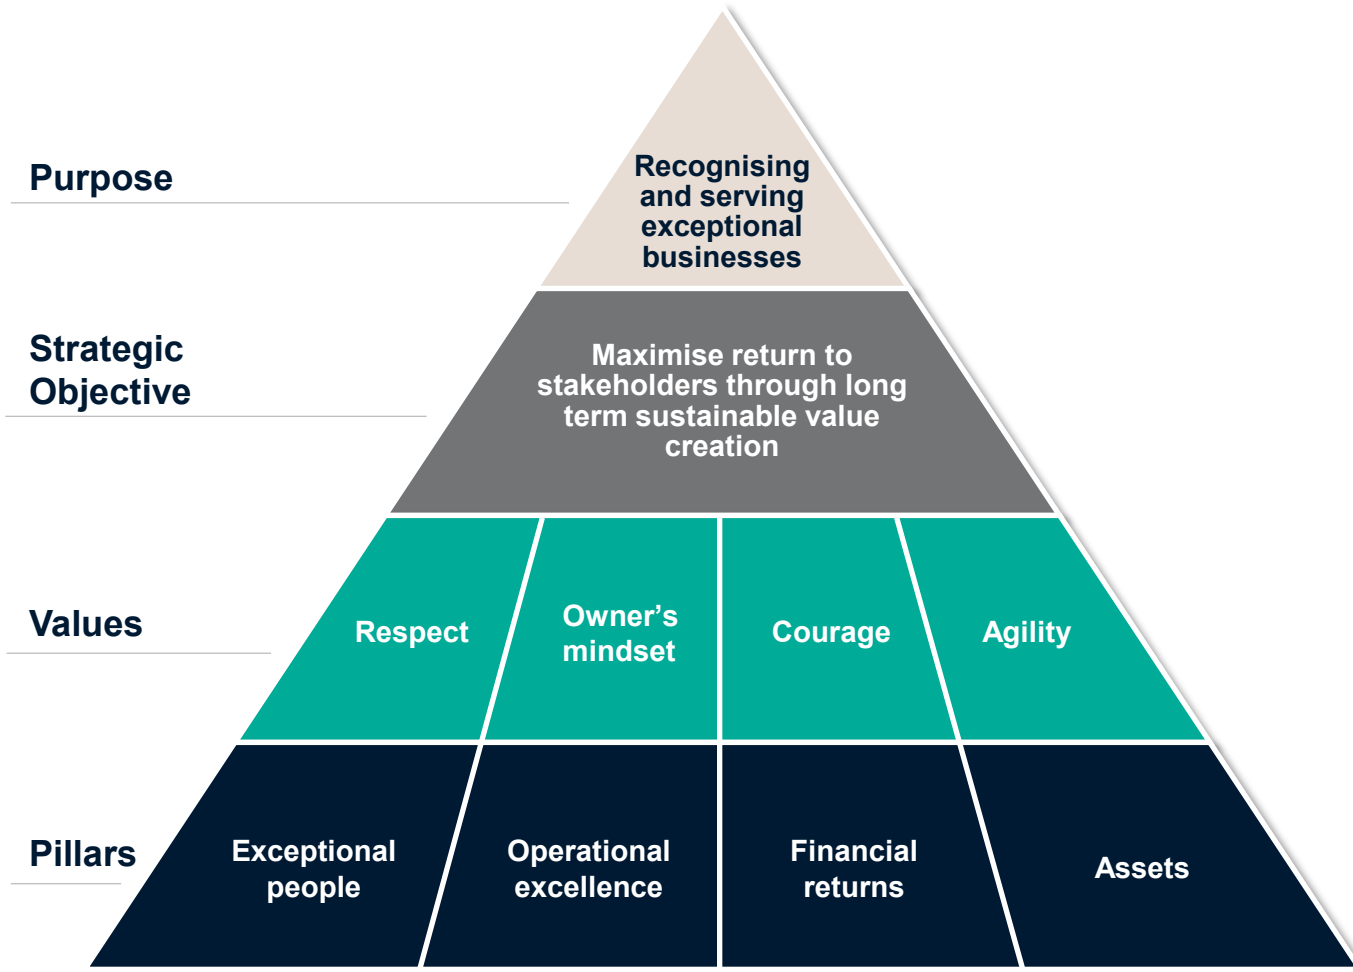 Purpose
Recognising
and serving
exceptional
businesses
Strategic
Objective
Maximise return to
stakeholders through long
term sustainable value
creation
Values
Respect
Owner’s
mindset
Courage
Agility
Pillars
Exceptional
people
Operational
excellence
Financial
returns
Assets